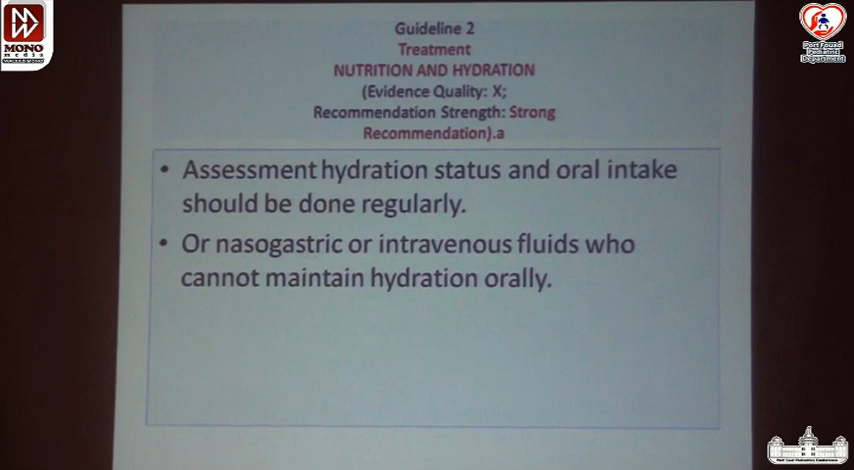 MONO
media
WALEED MONO
Port Fouad
Pediatric
Department
Guideline 2
Treatment
NUTRITION AND HYDRATION
(Evidence Quality: X;
Recommendation Strength: Strong
Recommendation).a
• Assessment hydration status and oral intake
should be done regularly.
• Or nasogastric or intravenous fluids who
cannot maintain hydration orally.